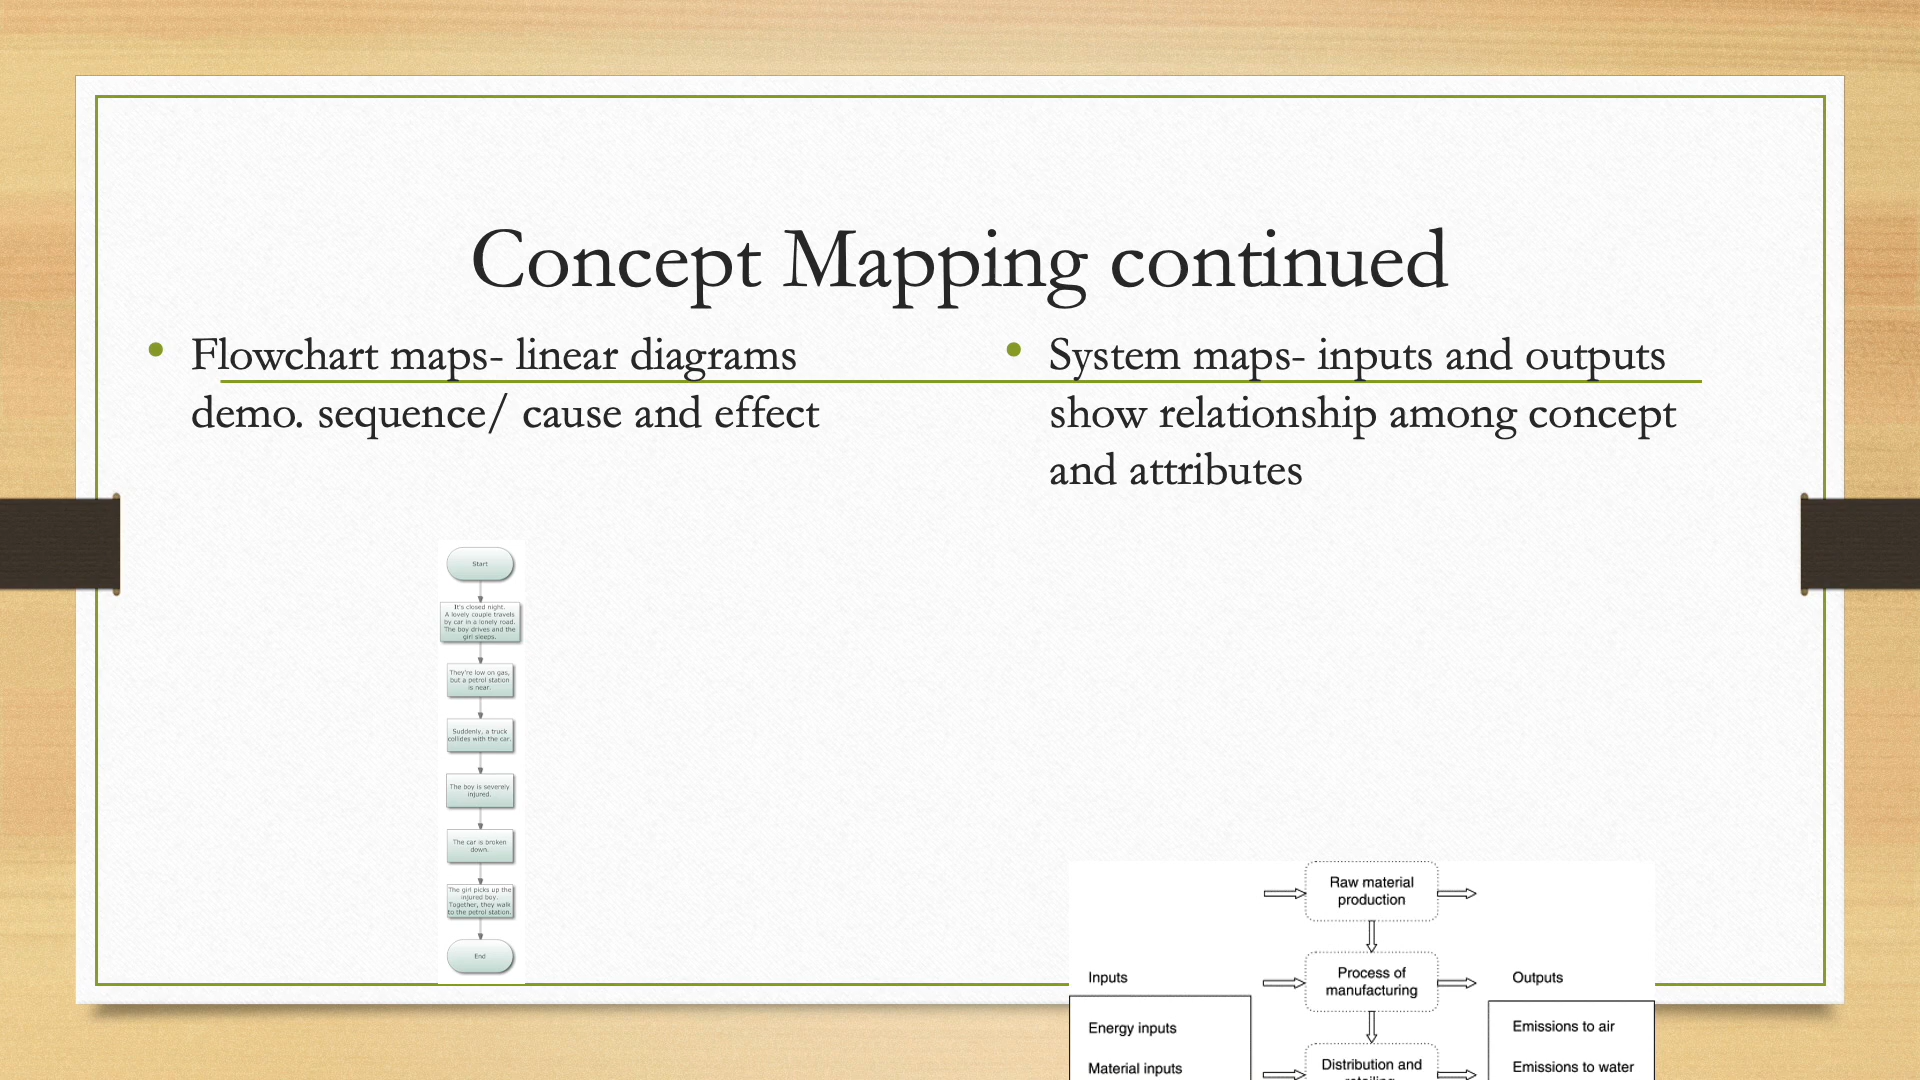 Concept Mapping continued
Flowchart maps- linear diagrams
demo. sequence/ cause and effect
Start
It's closed night.
A lovely couple travels
by car in a lonely road.
The boy drives and the
girl sleeps.
They're low on gas,
but a petrol station
is near.
Suddenly, a truck
collides with the car.
The boy is severely
injured.
The car is broken
down.
The girl picks up the
injured boy.
Together, they walk
to the petrol station.
End
System maps- inputs and outputs
show relationship among concept
and attributes
Raw material
production
Inputs
Process of
manufacturing
Outputs
Energy inputs
Emissions to air
Material inputs
Distribution and
Emissions to water